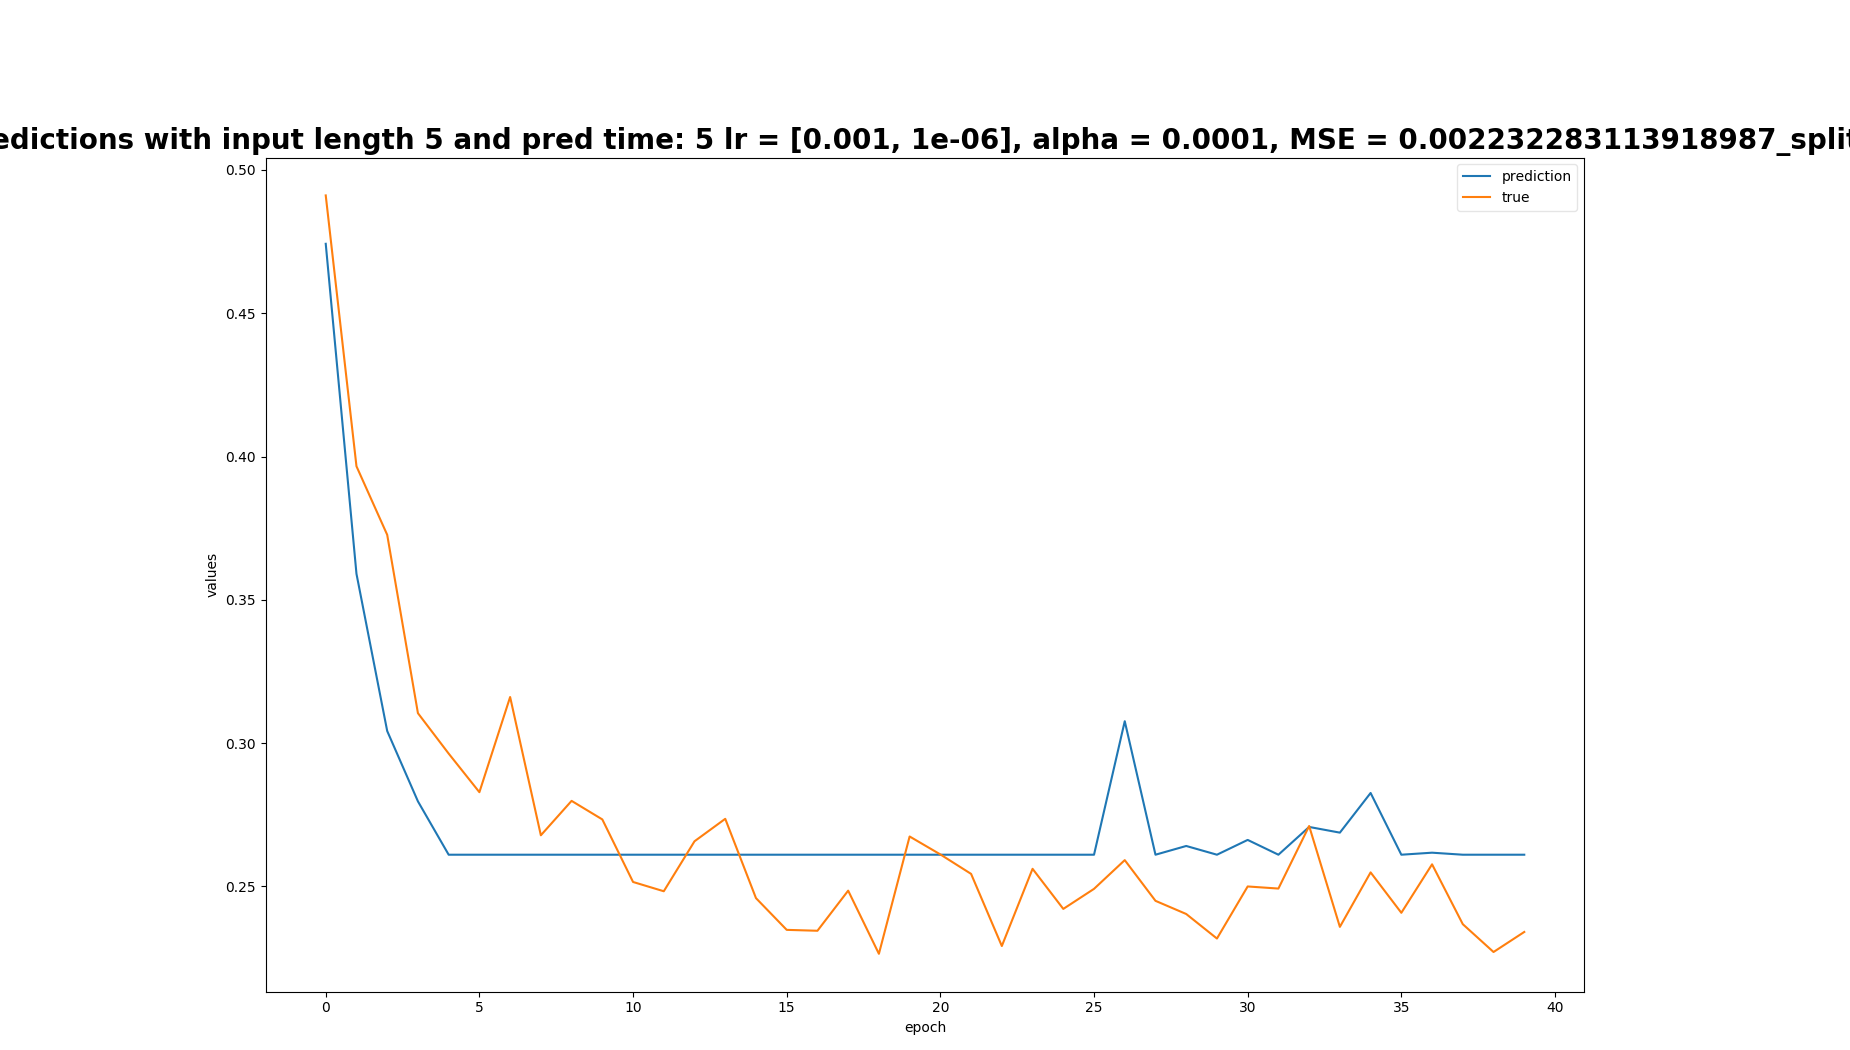 edictions with input length 5 and pred time: 5 lr = [0.001, 1e-06], alpha = 0.0001, MSE = 0.002232283113918987_split
prediction
true
0.50
0.45
0.40
0.35
0.30
0.25
values
0 5 10 15 20 25 30 35 40
epoch